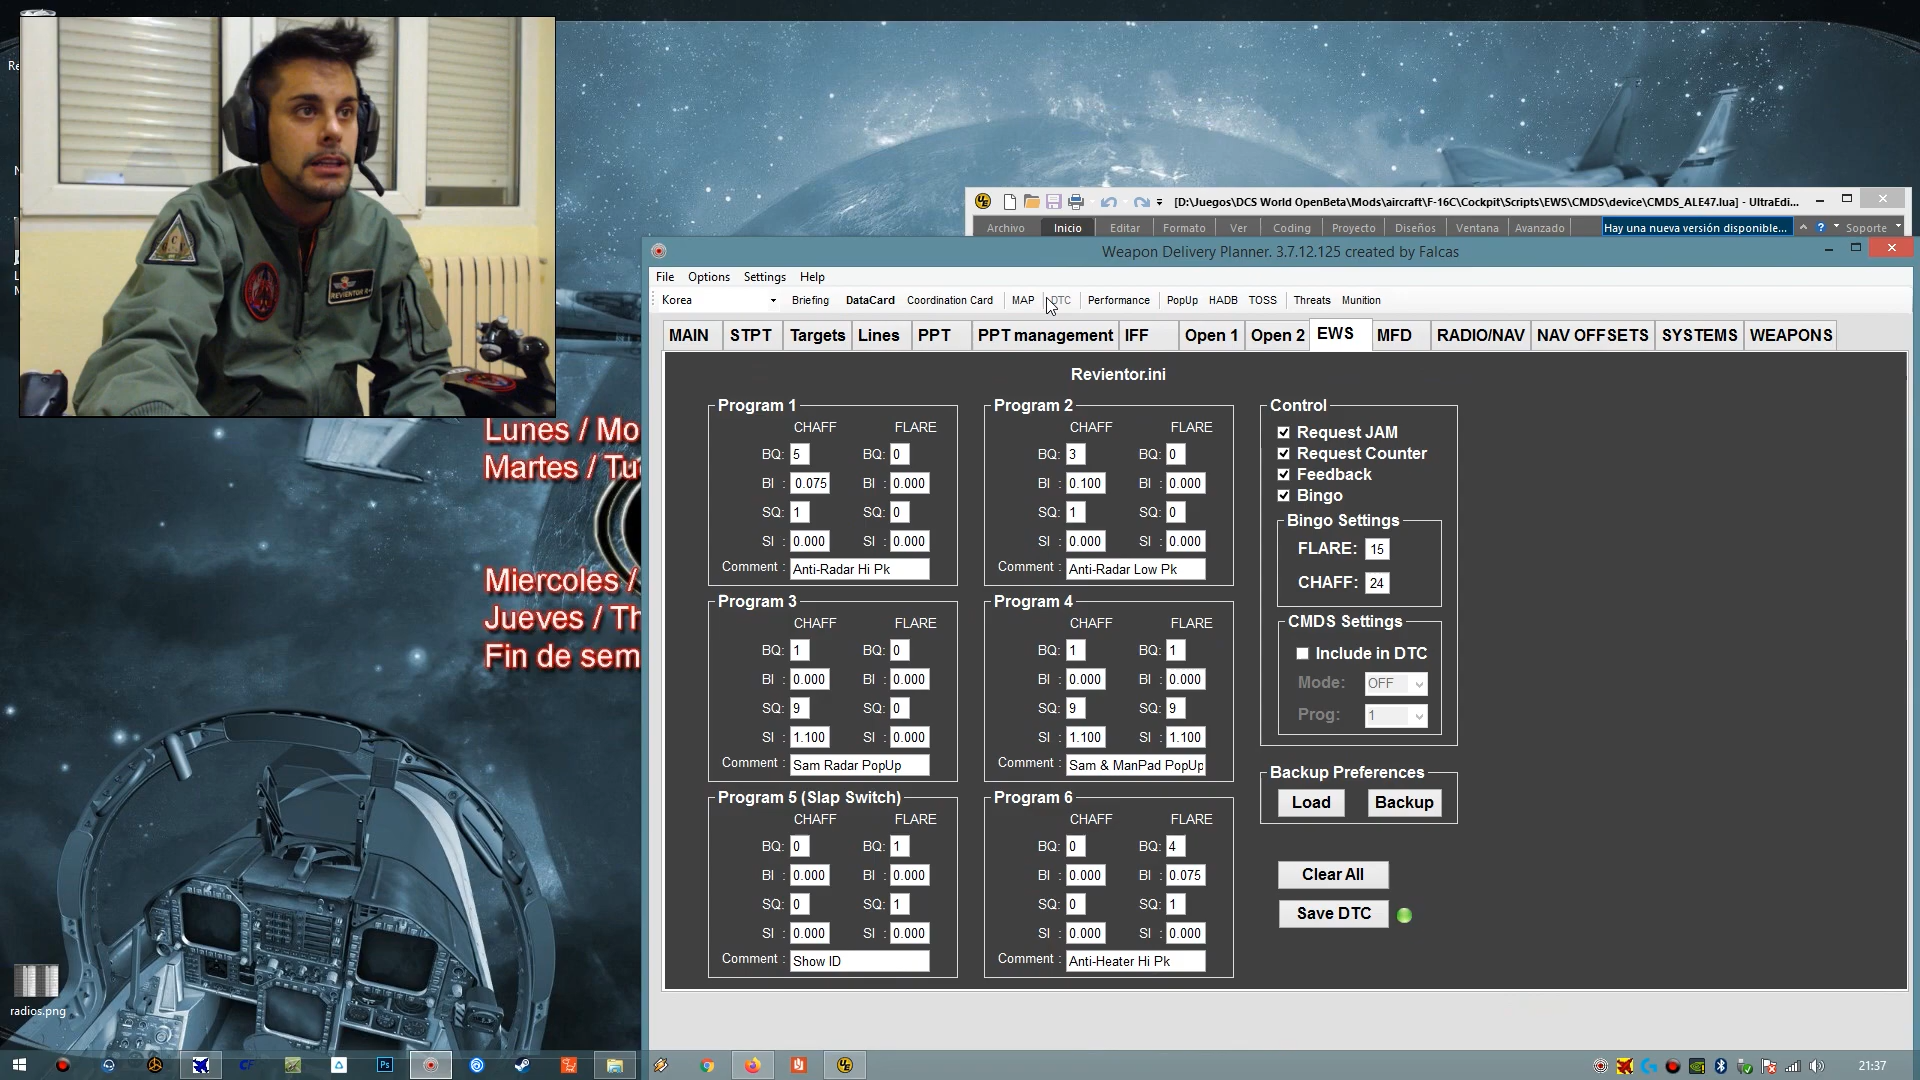 REVIENTOR
Lunes / Mo
Martes / Tu
Miercoles /
Jueves / Th
Fin de sem
radios.png
[D:\Juegos\DCS World OpenBeta\Mods\aircraft\F-16C\Cockpit\Scripts\EWS\CMDS\device\CMDS_ALE47.lua] - UltraEdi...
Archivo Inicio Editar Formato Ver Coding Proyecto Diseños Ventana Avanzado Hay una nueva versión disponible... Soporte
Weapon Delivery Planner. 3.7.12.125 created by Falcas
File Options Settings Help
Korea Briefing DataCard Coordination Card MAP DTC Performance PopUp HADB TOSS Threats Munition
MAIN STPT Targets Lines PPT PPT management IFF Open 1 Open 2 EWS MFD RADIO/NAV NAV OFFSETS SYSTEMS WEAPONS
Revientor.ini
Program 1
CHAFF FLARE
BQ: 5 BQ: 0
BI : 0.075 BI : 0.000
SQ: 1 SQ: 0
SI : 0.000 SI : 0.000
Comment : Anti-Radar Hi Pk
Program 2
CHAFF FLARE
BQ: 3 BQ: 0
BI : 0.100 BI : 0.000
SQ: 1 SQ: 0
SI : 0.000 SI : 0.000
Comment : Anti-Radar Low Pk
Program 3
CHAFF FLARE
BQ: 1 BQ: 0
BI : 0.000 BI : 0.000
SQ: 9 SQ: 0
SI : 1.100 SI : 0.000
Comment : Sam Radar PopUp
Program 4
CHAFF FLARE
BQ: 1 BQ: 1
BI : 0.000 BI : 0.000
SQ: 9 SQ: 9
SI : 1.100 SI : 1.100
Comment : Sam & ManPad PopUp
Program 5 (Slap Switch)
CHAFF FLARE
BQ: 0 BQ: 1
BI : 0.000 BI : 0.000
SQ: 0 SQ: 1
SI : 0.000 SI : 0.000
Comment : Show ID
Program 6
CHAFF FLARE
BQ: 0 BQ: 4
BI : 0.000 BI : 0.075
SQ: 0 SQ: 1
SI : 0.000 SI : 0.000
Comment : Anti-Heater Hi Pk
Control
Request JAM
Request Counter
Feedback
Bingo
Bingo Settings
FLARE: 15
CHAFF: 24
CMDS Settings
Include in DTC
Mode: OFF
Prog: 1
Backup Preferences
Load Backup
Clear All
Save DTC
Ps
21:37